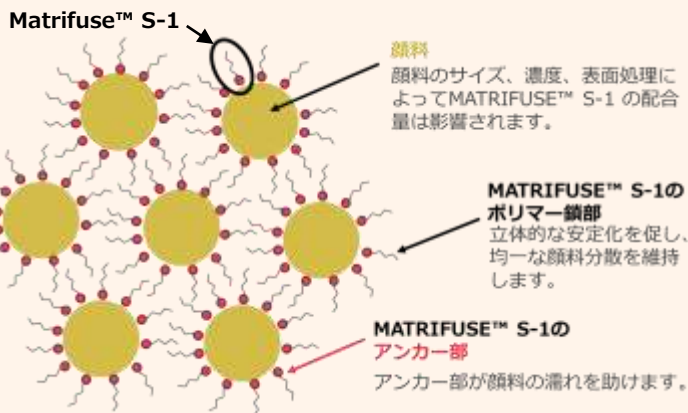 Matrifuse™ S-1
顔料
顔料のサイズ、濃度、表面処理に
よってMATRIFUSE™ S-1 の配合
量は影響されます。
MATRIFUSE™ S-1の
ポリマー鎖部
立体的な安定化を促し、
均一な顔料分散を維持
します。
MATRIFUSE™ S-1の
アンカー部
アンカー部が顔料の濡れを助けます。